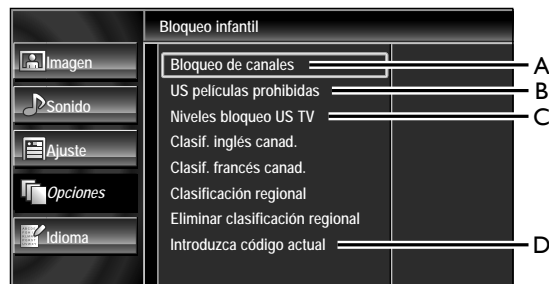 Bloqueo infantil
Imagen
Sonido
Ajuste
Opciones
Idioma
Bloqueo de canales
US películas prohibidas
Niveles bloqueo US TV
Clasif. inglés canad.
Clasif. francés canad.
Clasificación regional
Eliminar clasificación regional
Introduzca código actual
A
B
C
D